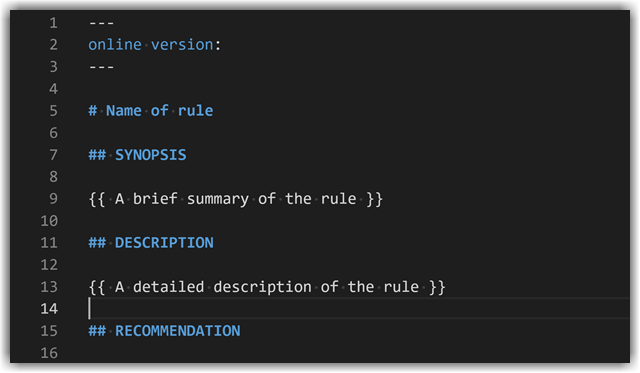 1 ---
2 online version:
3 ---
4
5 # Name of rule
6
7 ## SYNOPSIS
8
9 {{ A brief summary of the rule }}
10
11 ## DESCRIPTION
12
13 {{ A detailed description of the rule }}
14
15 ## RECOMMENDATION
16